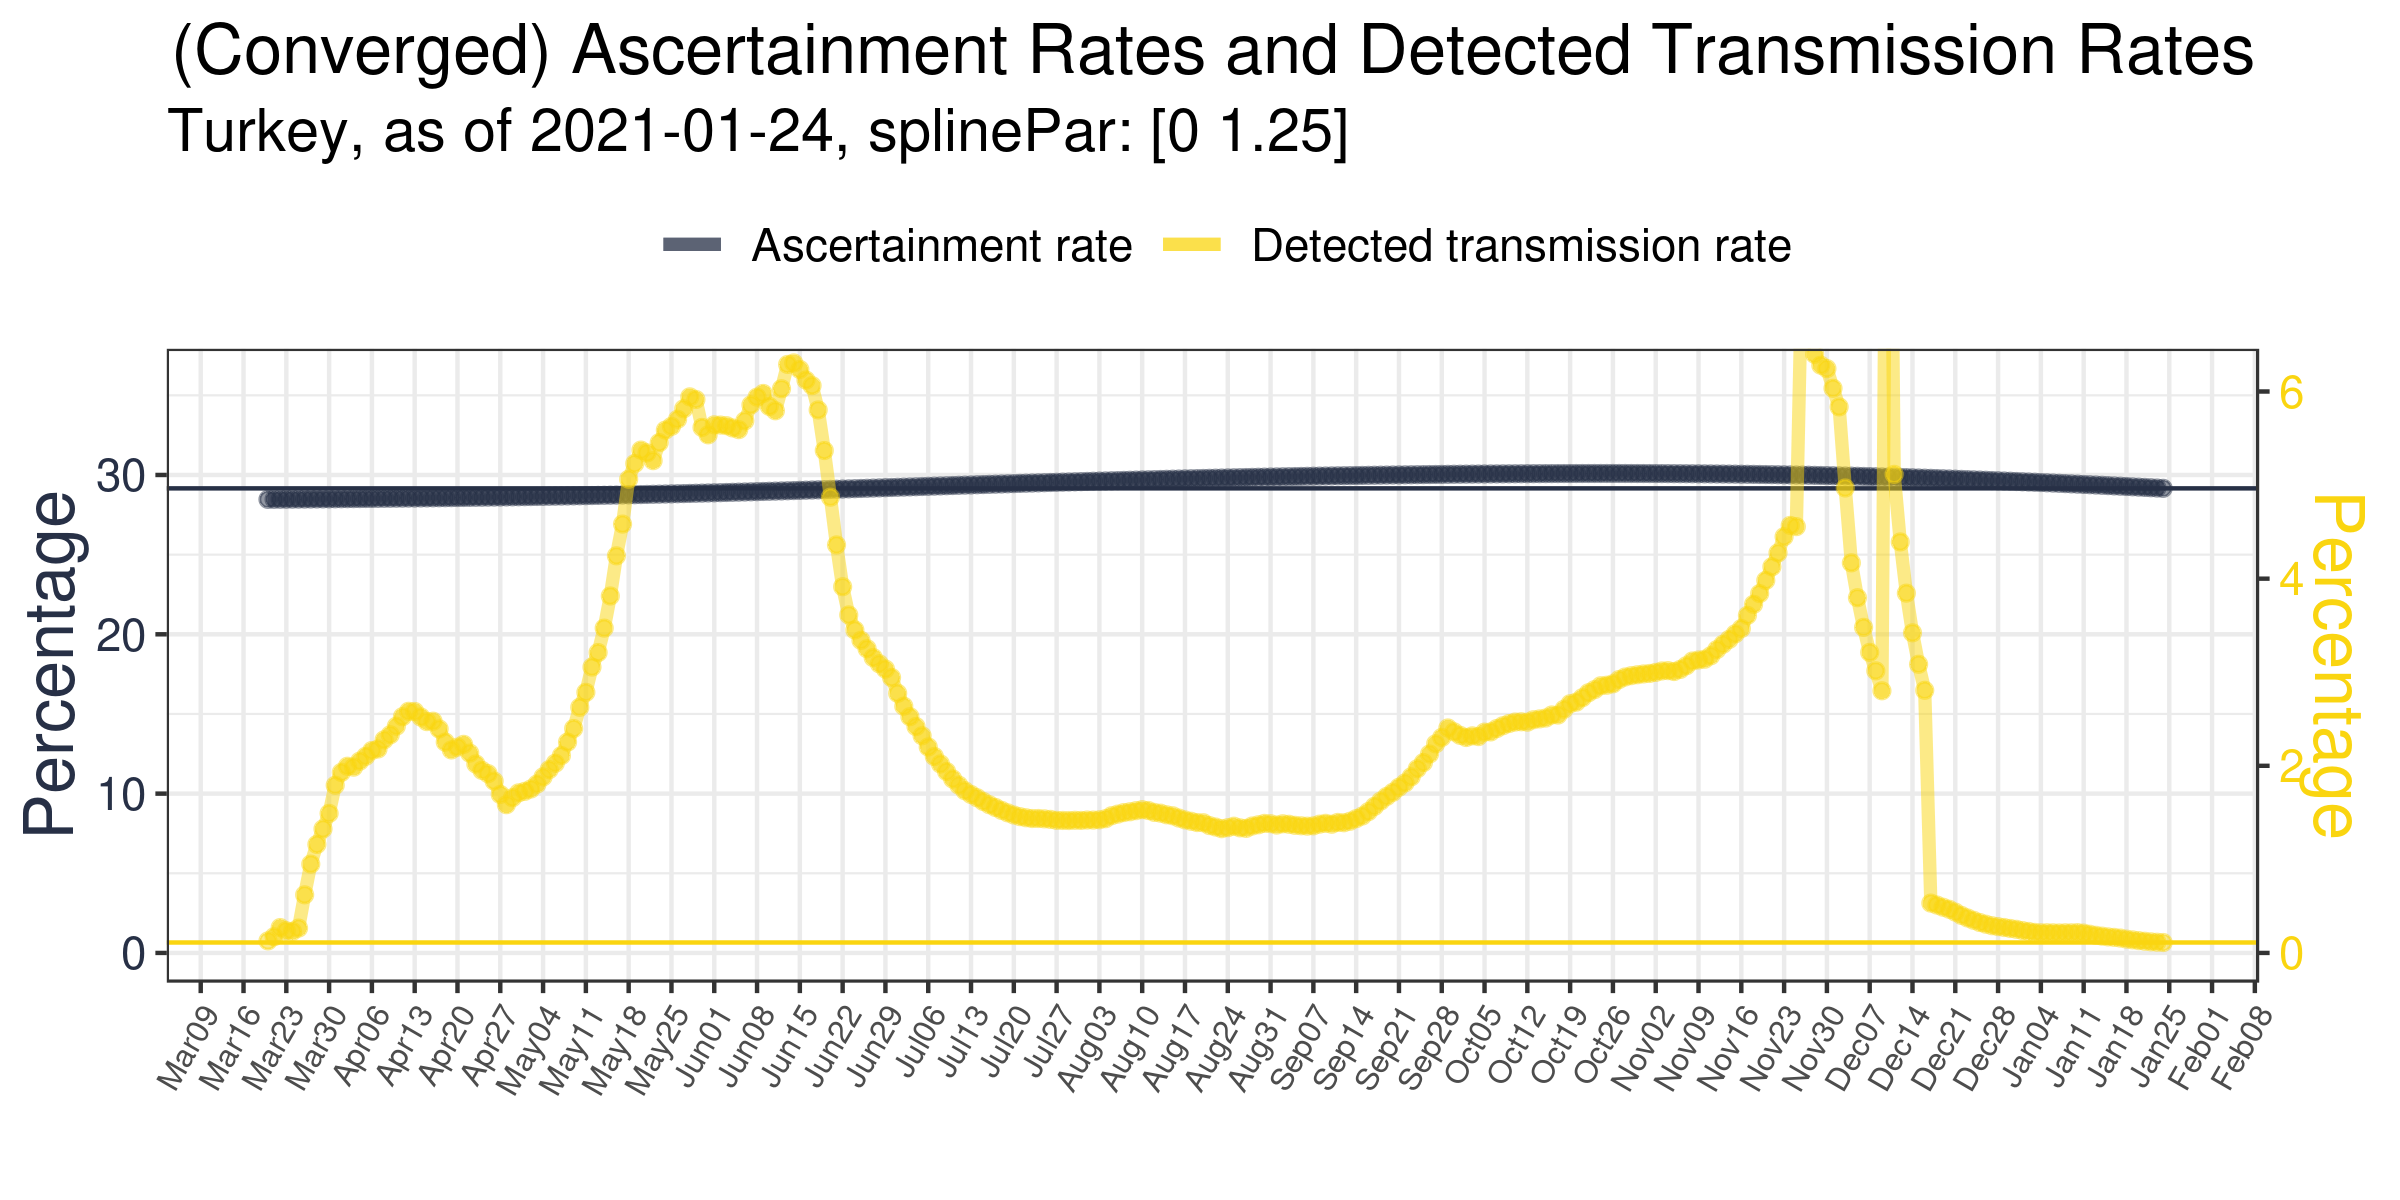 (Converged) Ascertainment Rates and Detected Transmission Rates
Turkey, as of 2021-01-24, splinePar: [0 1.25]
Ascertainment rate Detected transmission rate
Percentage
30
20
10
0
6
4
2
0
Percentage
Mar09 Mar16 Mar23 Mar30 Apr06 Apr13 Apr20 Apr27 May04 May11 May18 May25 Jun01 Jun08 Jun15 Jun22 Jun29 Jul06 Jul13 Jul20 Jul27 Aug03 Aug10 Aug17 Aug24 Aug31 Sep07 Sep14 Sep21 Sep28 Oct05 Oct12 Oct19 Oct26 Nov02 Nov09 Nov16 Nov23 Nov30 Dec07 Dec14 Dec21 Dec28 Jan04 Jan11 Jan18 Jan25 Feb01 Feb08